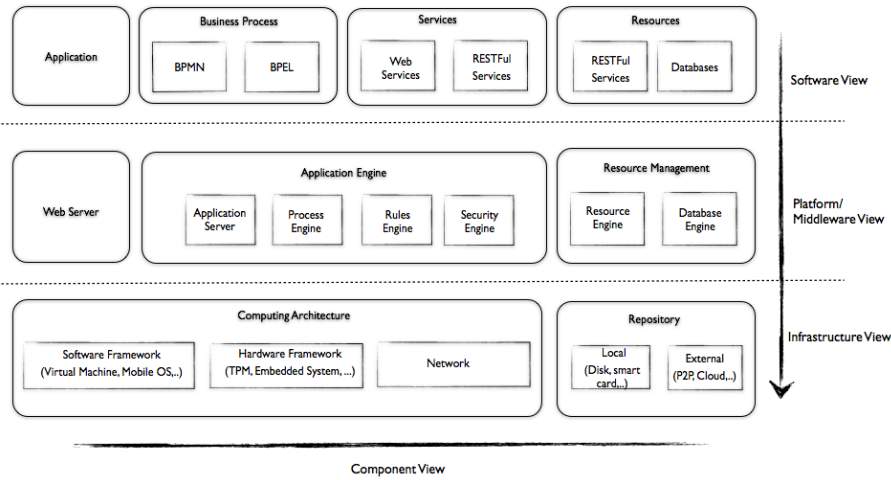 Application
Business Process
BPMN
BPEL
Services
Web
Services
RESTFul
Services
Resources
RESTFul
Services
Databases
Software View
Web Server
Application Engine
Application
Server
Process
Engine
Rules
Engine
Security
Engine
Resource Management
Resource
Engine
Database
Engine
Platform/
Middleware View
Computing Architecture
Software Framework
(Virtual Machine, Mobile OS,..)
Hardware Framework
(TPM, Embedded System, ...)
Network
Repository
Local
(Disk, smart
card,..)
External
(P2P, Cloud,..)
Infrastructure View
Component View